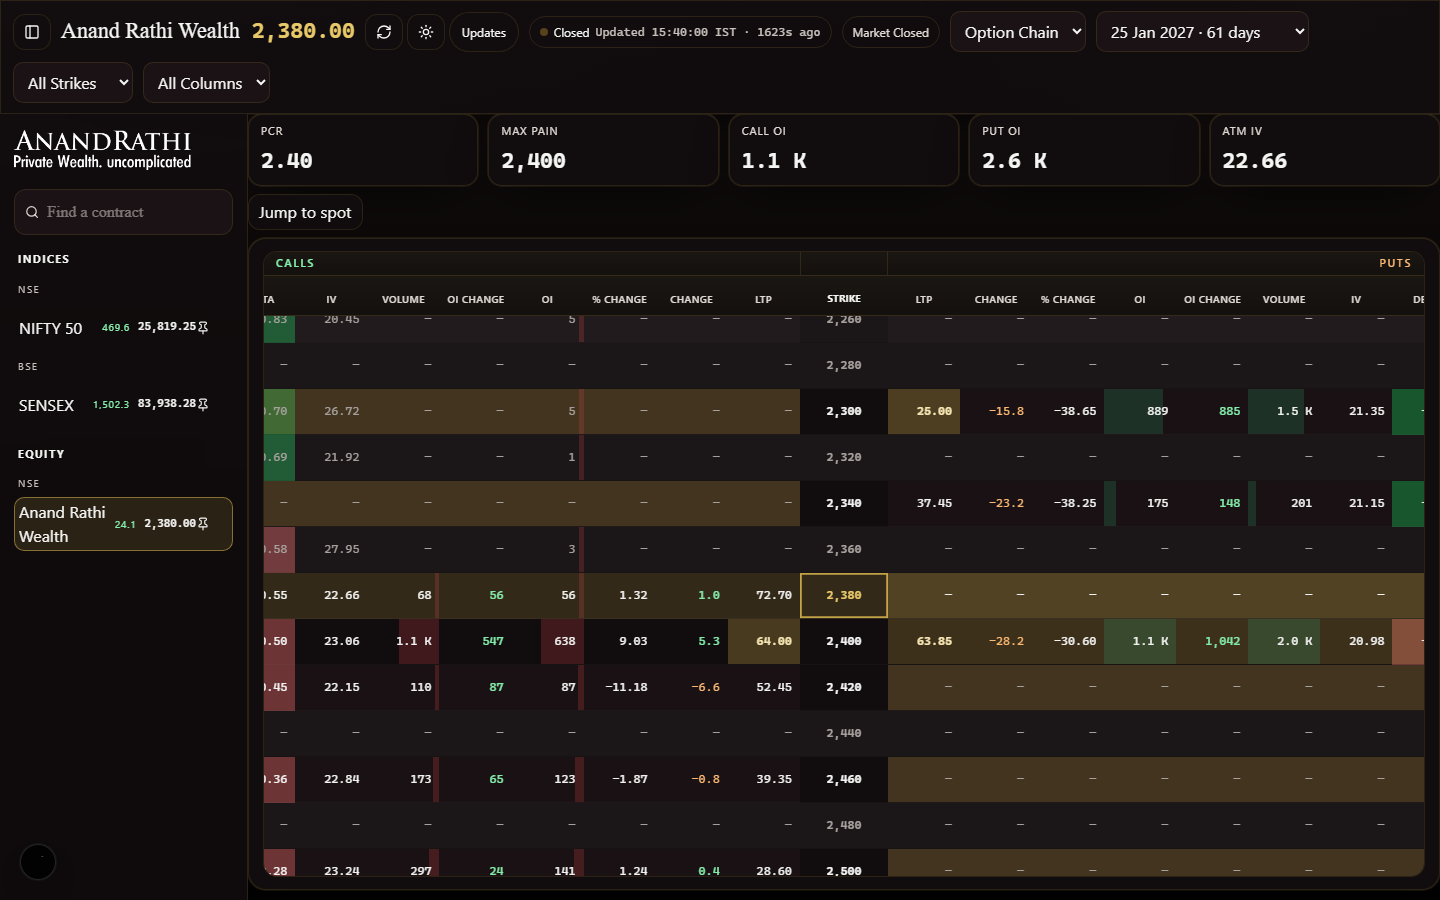 Anand Rathi Wealth 2,380.00 Updates Closed Updated 15:40:00 IST · 1623s ago Market Closed Option Chain 25 Jan 2027 · 61 days
All Strikes All Columns
ANANDRATHI
Private Wealth. uncomplicated
Find a contract
INDICES
NSE
NIFTY 50 469.6 25,819.25
BSE
SENSEX 1,502.3 83,938.28
EQUITY
NSE
Anand Rathi
Wealth 24.1 2,380.00
PCR MAX PAIN CALL OI PUT OI ATM IV
2.40 2,400 1.1 K 2.6 K 22.66
Jump to spot
CALLS PUTS
TA IV VOLUME OI CHANGE OI % CHANGE CHANGE LTP STRIKE LTP CHANGE % CHANGE OI OI CHANGE VOLUME IV DE
.83 20.45 — — 5 — — — 2,260 — — — — — — —
— — — — — — — — 2,280 — — — — — — —
.70 26.72 — — 5 — — — 2,300 25.00 −15.8 −38.65 889 885 1.5 K 21.35 -
.69 21.92 — — 1 — — — 2,320 — — — — — — —
— — — — — — — — 2,340 37.45 −23.2 −38.25 175 148 201 21.15 -
.58 27.95 — — 3 — — — 2,360 — — — — — — —
.55 22.66 68 56 56 1.32 1.0 72.70 2,380 — — — — — — —
.50 23.06 1.1 K 547 638 9.03 5.3 64.00 2,400 63.85 −28.2 −30.60 1.1 K 1,042 2.0 K 20.98 -
.45 22.15 110 87 87 −11.18 −6.6 52.45 2,420 — — — — — — —
— — — — — — — — 2,440 — — — — — — —
.36 22.84 173 65 123 −1.87 −0.8 39.35 2,460 — — — — — — —
— — — — — — — — 2,480 — — — — — — —
.28 23.24 297 24 141 1.24 0.4 28.60 2,500 — — — — — — —